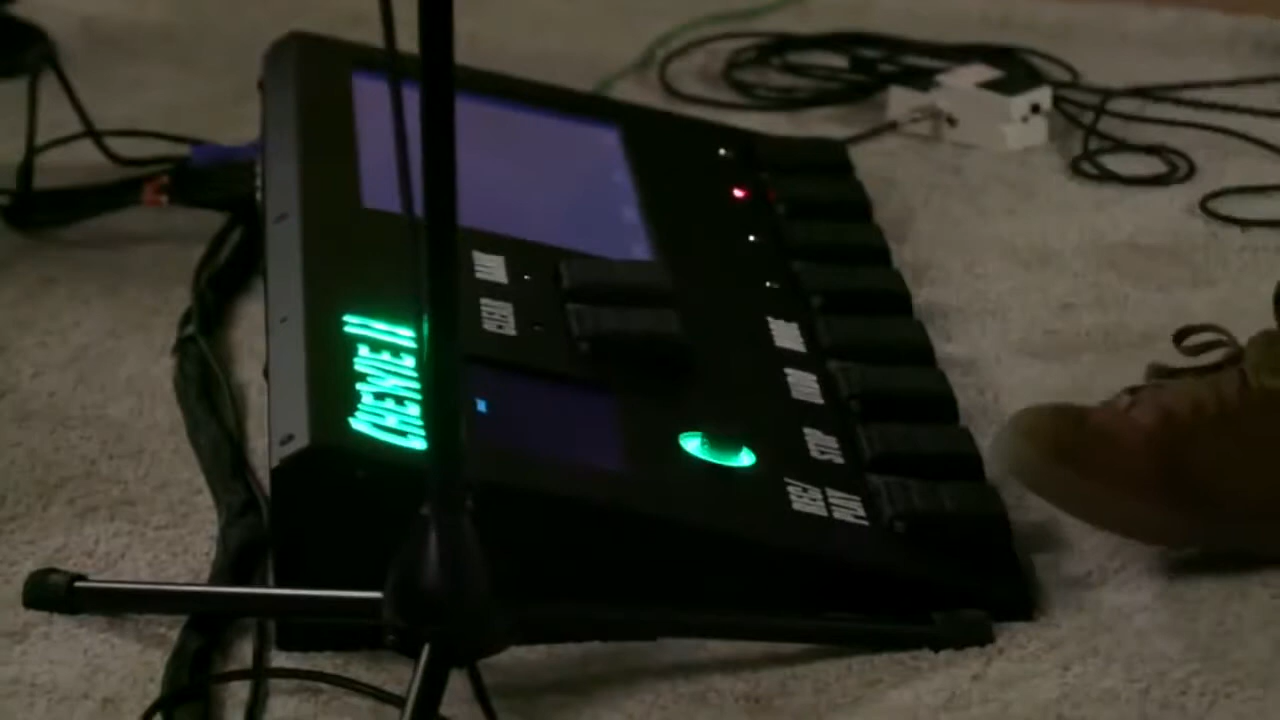 CHEWIE II
BANK
CLEAR
MODE
UNDO
STOP
REC/
PLAY